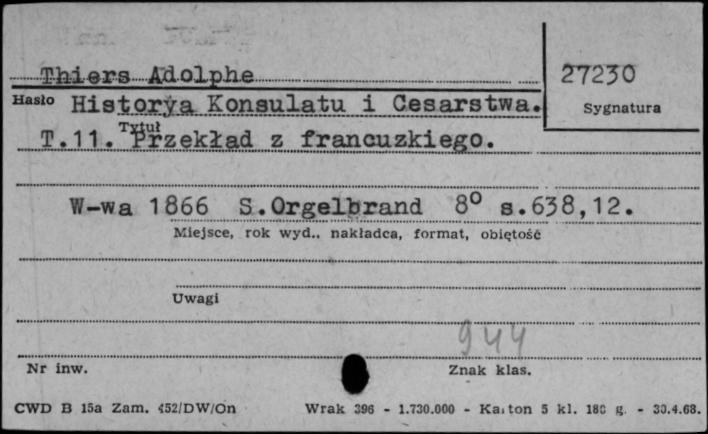 Thiers Adolphe
27230
Hasło Historya Konsulatu i Cesarstwa.
Sygnatura
T.11. Tytuł Przekład z francuzkiego.
W-wa 1866 S.Orgelbrand 8° s.638,12.
Miejsce, rok wyd., nakładca, format, obiętość
Uwagi
944
Nr inw.
Znak klas.
CWD B 15a Zam. 452/DW/On Wrak 396 - 1.730.000 - Karton 5 kl. 180 g. - 30.4.68.